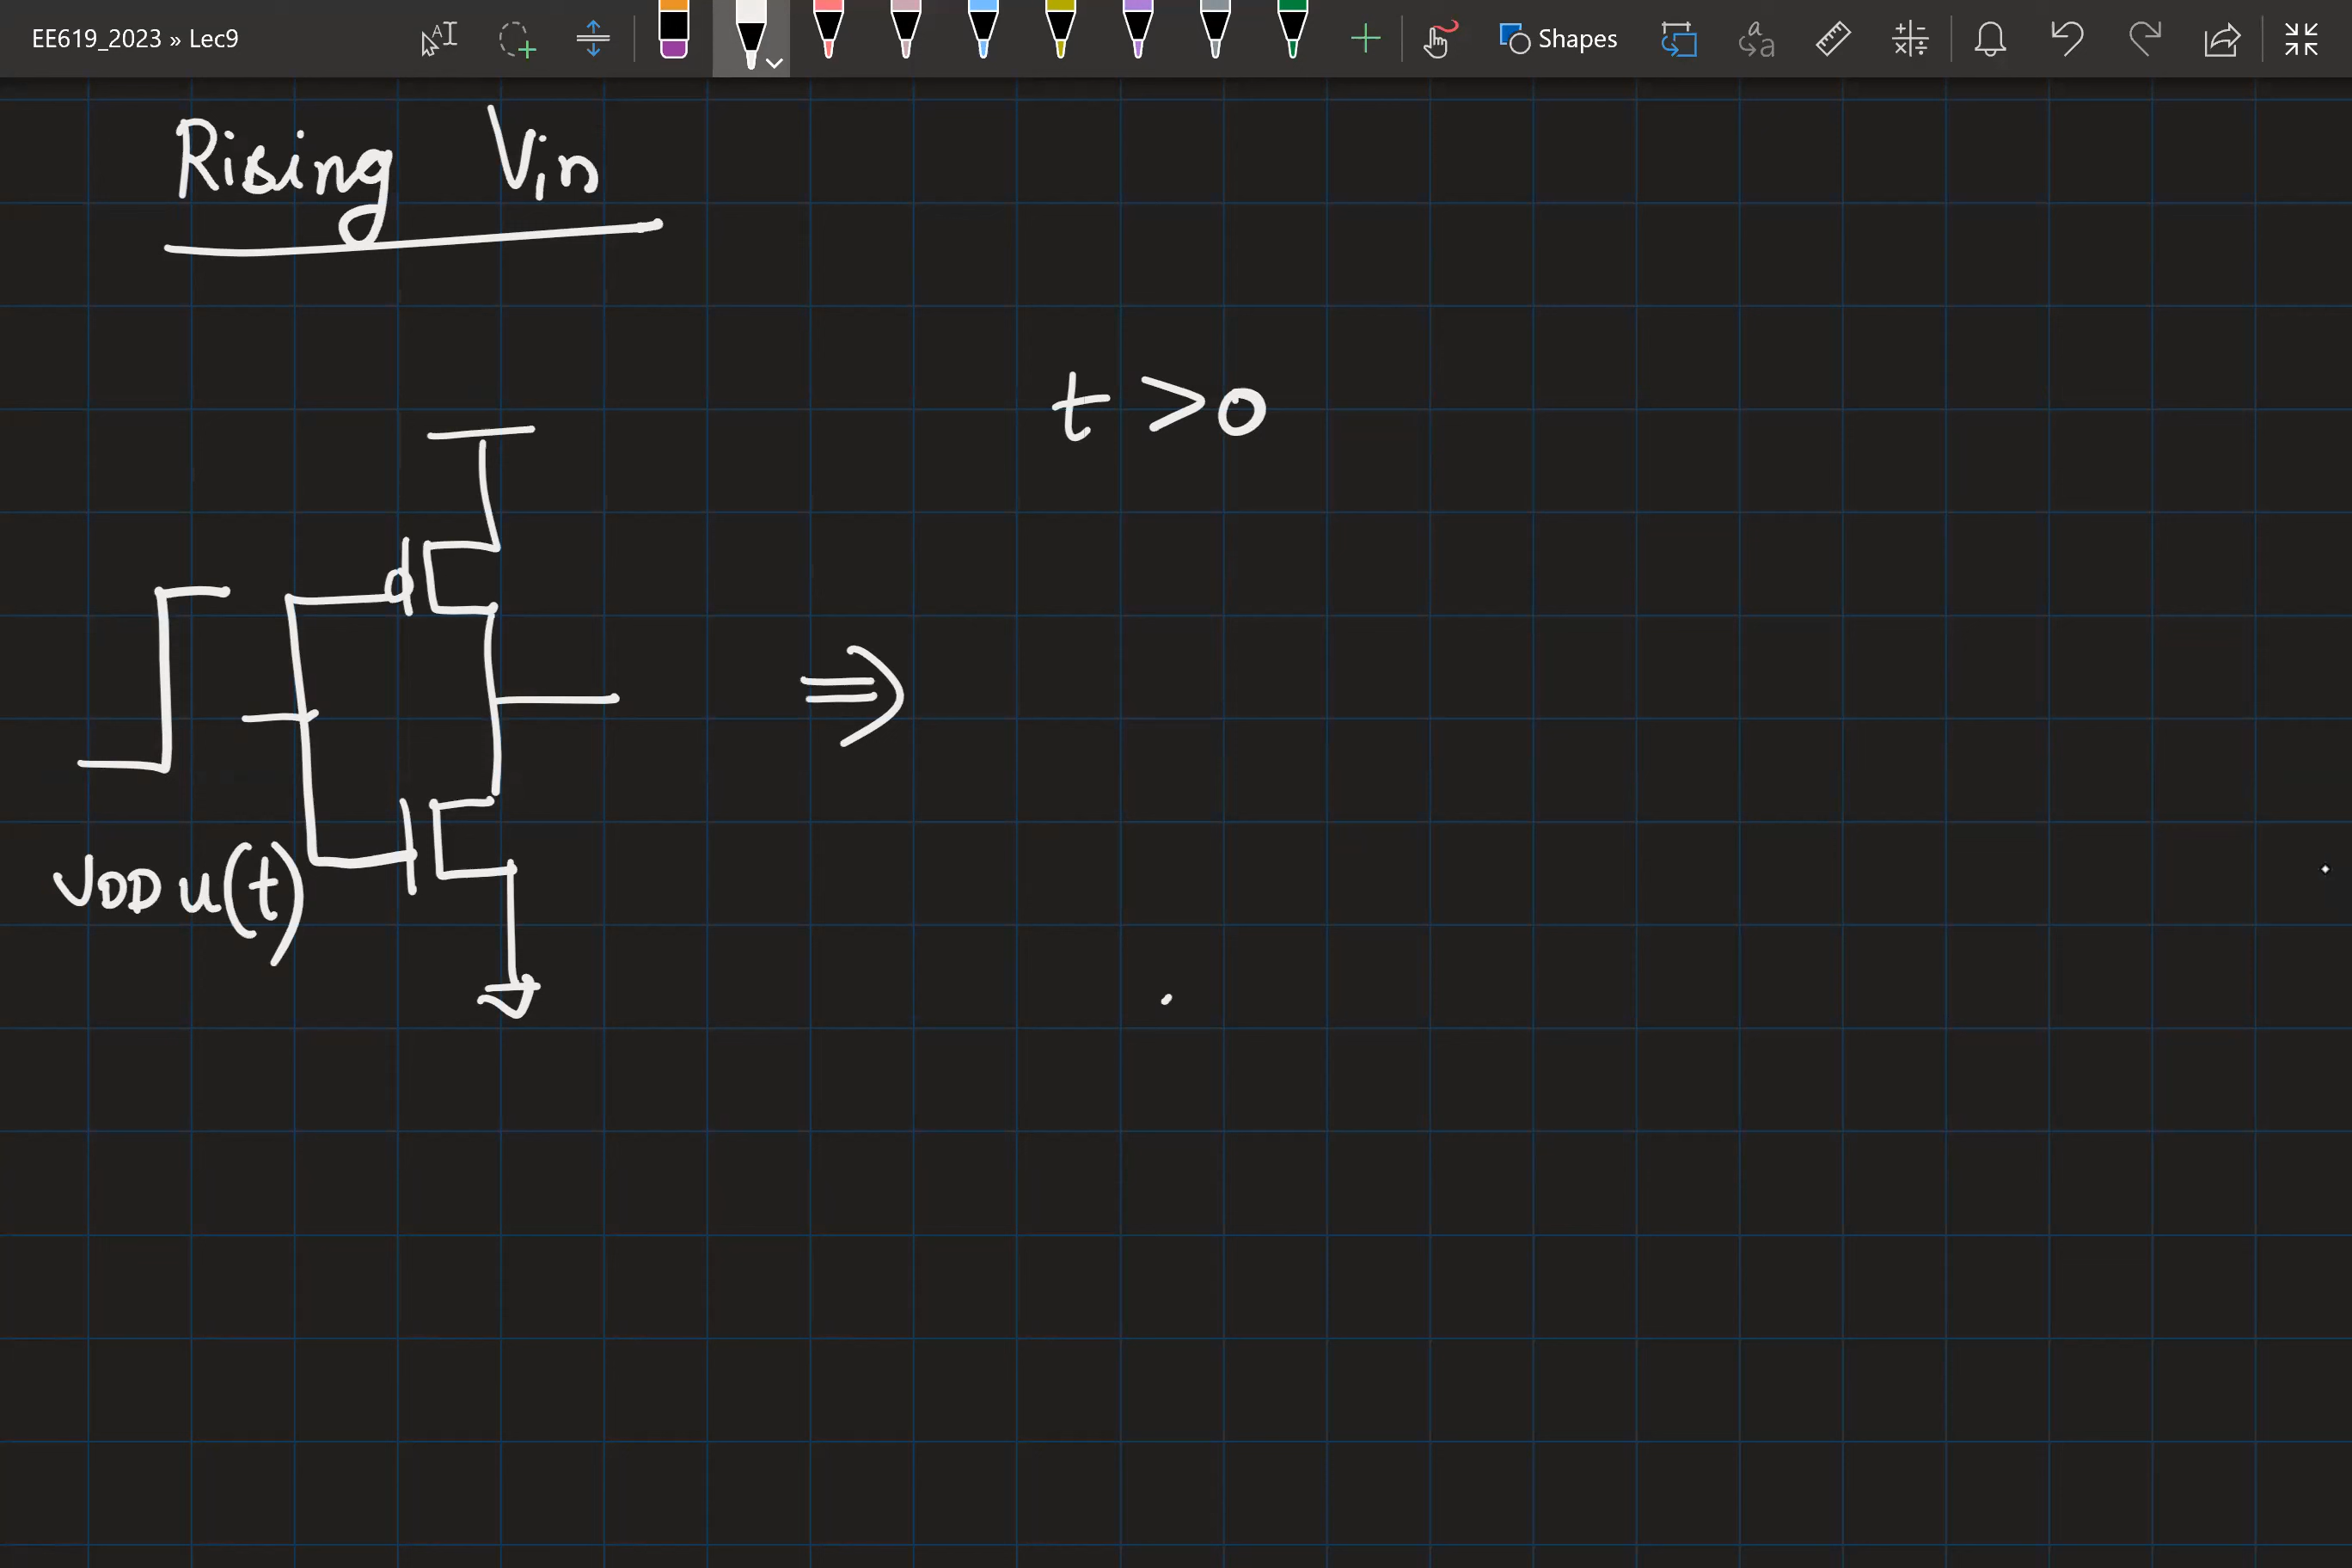 EE619_2023 » Lec9
Shapes
Rising Vin
t >0
⇒
VDD u(t)